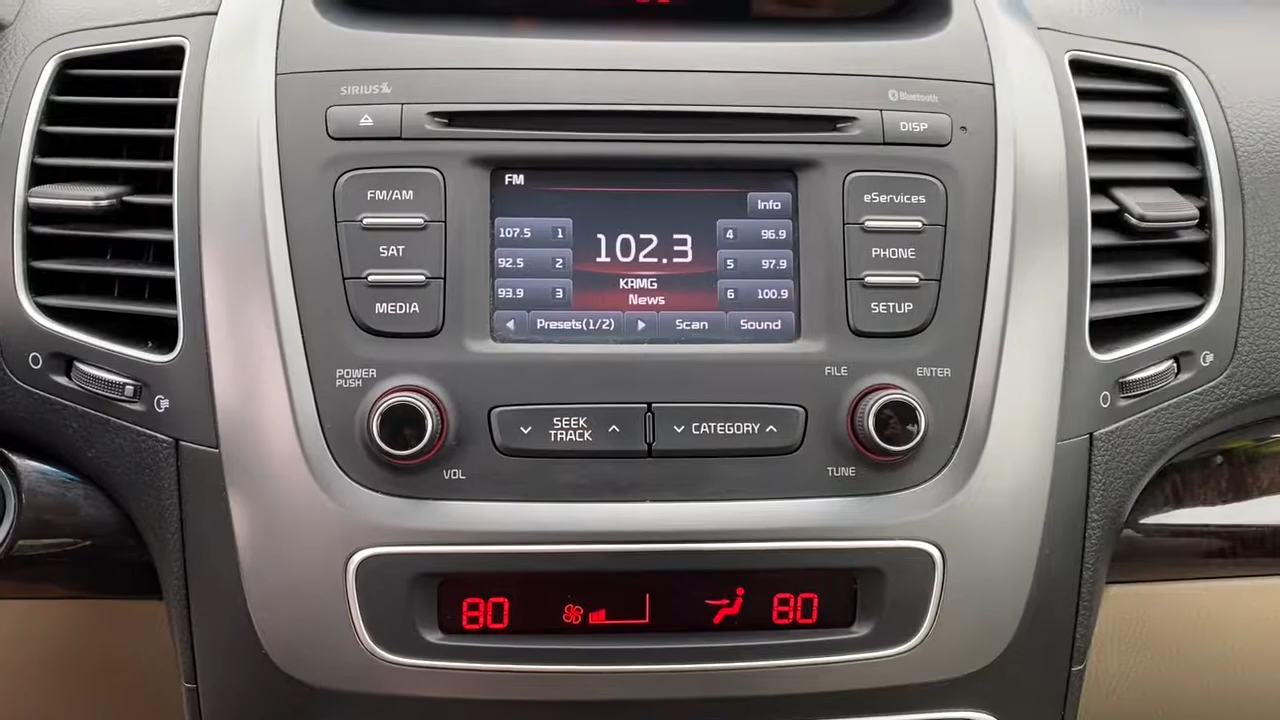 SIRIUS
Bluetooth
DISP
FM/AM
SAT
MEDIA
FM
Info
107.5 1
92.5 2
93.9 3
102.3
KRMG
News
4 96.9
5 97.9
6 100.9
Presets(1/2)
Scan
Sound
eServices
PHONE
SETUP
POWER
PUSH
VOL
SEEK
TRACK
CATEGORY
FILE
ENTER
TUNE
80
80